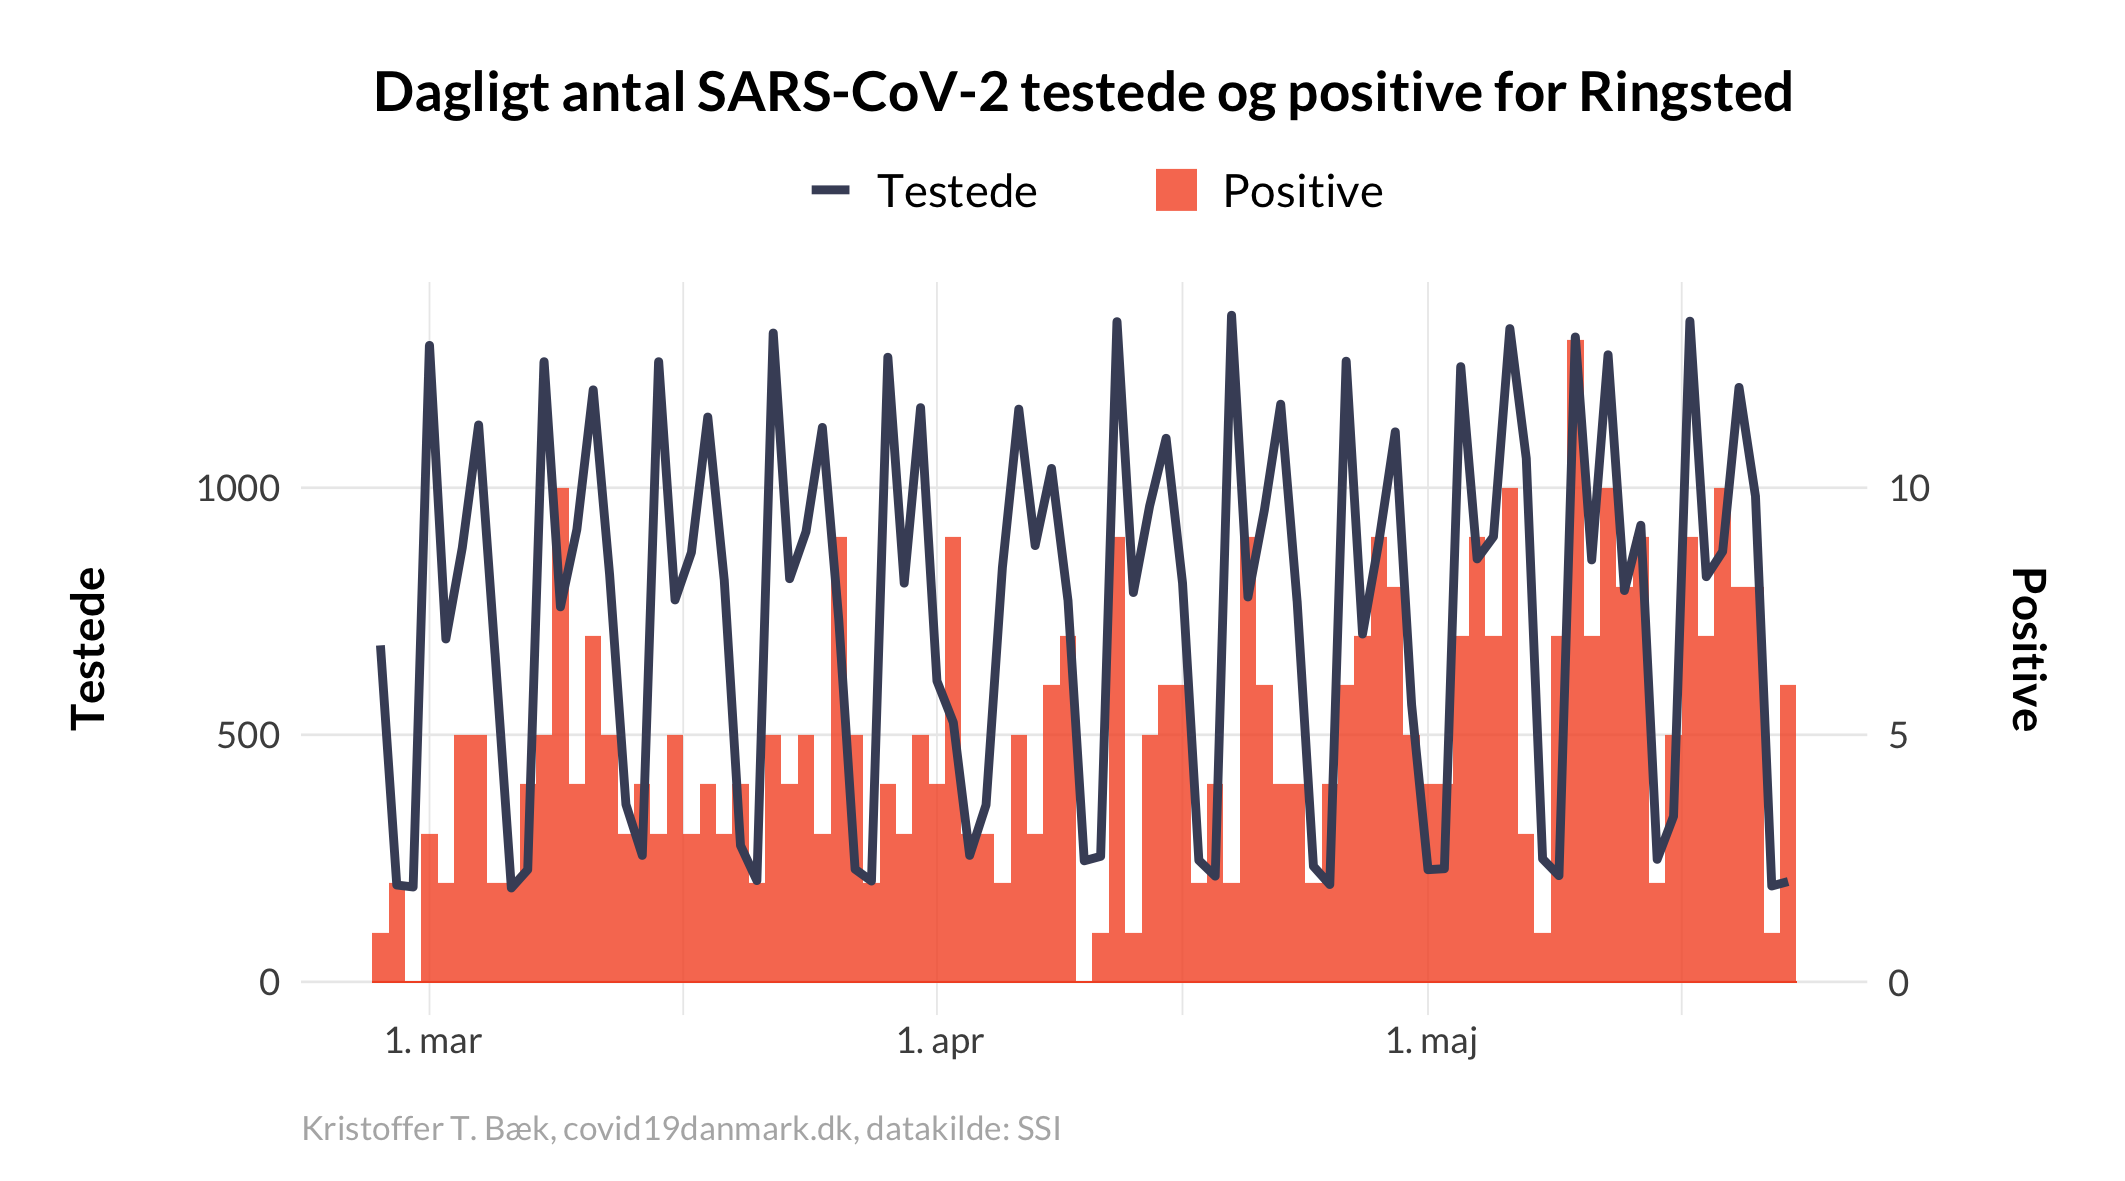 Dagligt antal SARS-CoV-2 testede og positive for Ringsted
Testede
Positive
1000
500
0
10
5
0
Testede
Positive
1. mar
1. apr
1. maj
Kristoffer T. Bæk, covid19danmark.dk, datakilde: SSI